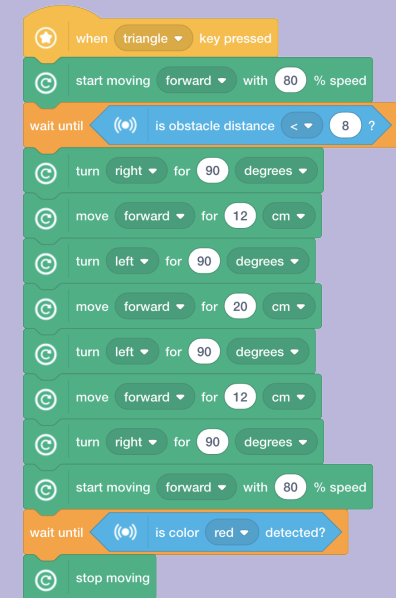 when triangle key pressed
start moving forward with 80 % speed
wait until is obstacle distance < 8 ?
turn right for 90 degrees
move forward for 12 cm
turn left for 90 degrees
move forward for 20 cm
turn left for 90 degrees
move forward for 12 cm
turn right for 90 degrees
start moving forward with 80 % speed
wait until is color red detected?
stop moving